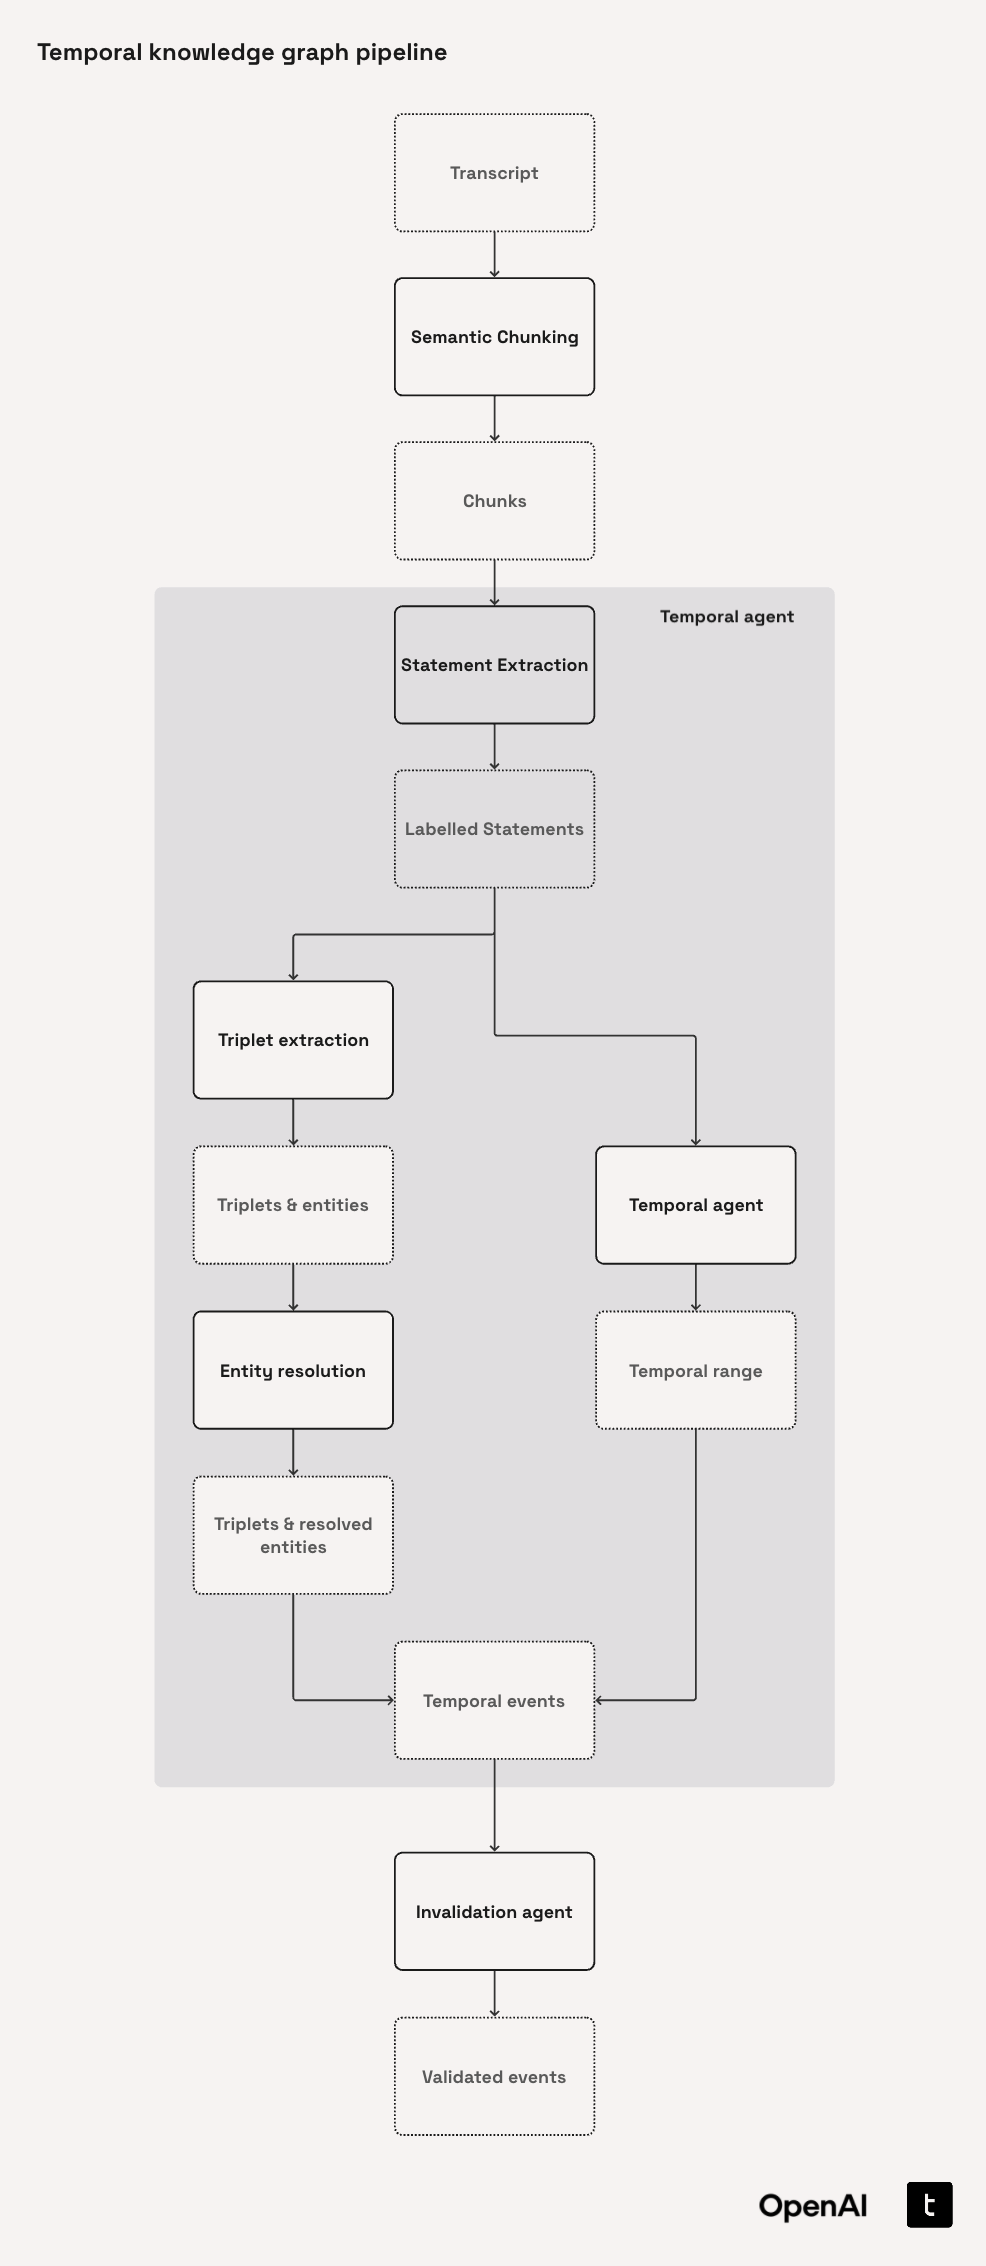 Temporal knowledge graph pipeline
Transcript
Semantic Chunking
Chunks
Temporal agent
Statement Extraction
Labelled Statements
Triplet extraction
Triplets & entities
Temporal agent
Entity resolution
Temporal range
Triplets & resolved
entities
Temporal events
Invalidation agent
Validated events
OpenAI
t